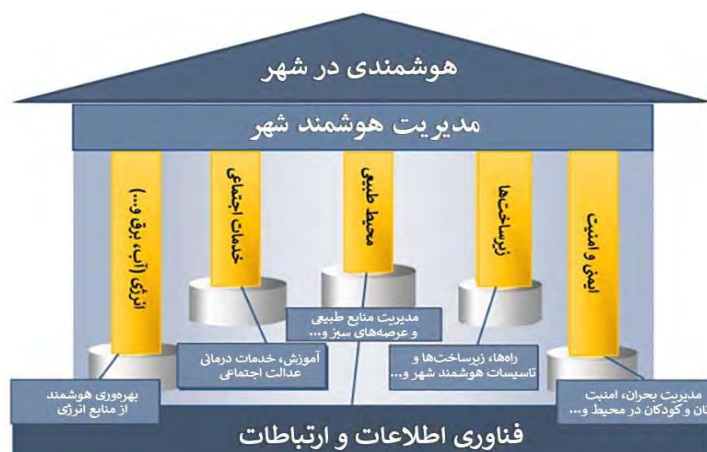 هوشمندی در شهر
مدیریت هوشمند شهر
ایمنی و امنیت
زیرساخت‌ها
محیط طبیعی
خدمات اجتماعی
انرژی (آب، برق و...)
مدیریت بحران، امنیت
نان و کودکان در محیط و...
راه‌ها، زیرساخت‌ها و
تاسیسات هوشمند شهر و...
مدیریت منابع طبیعی
و عرصه‌های سبز و...
آموزش، خدمات درمانی
عدالت اجتماعی
بهره‌وری هوشمند
از منابع انرژی
فناوری اطلاعات و ارتباطات